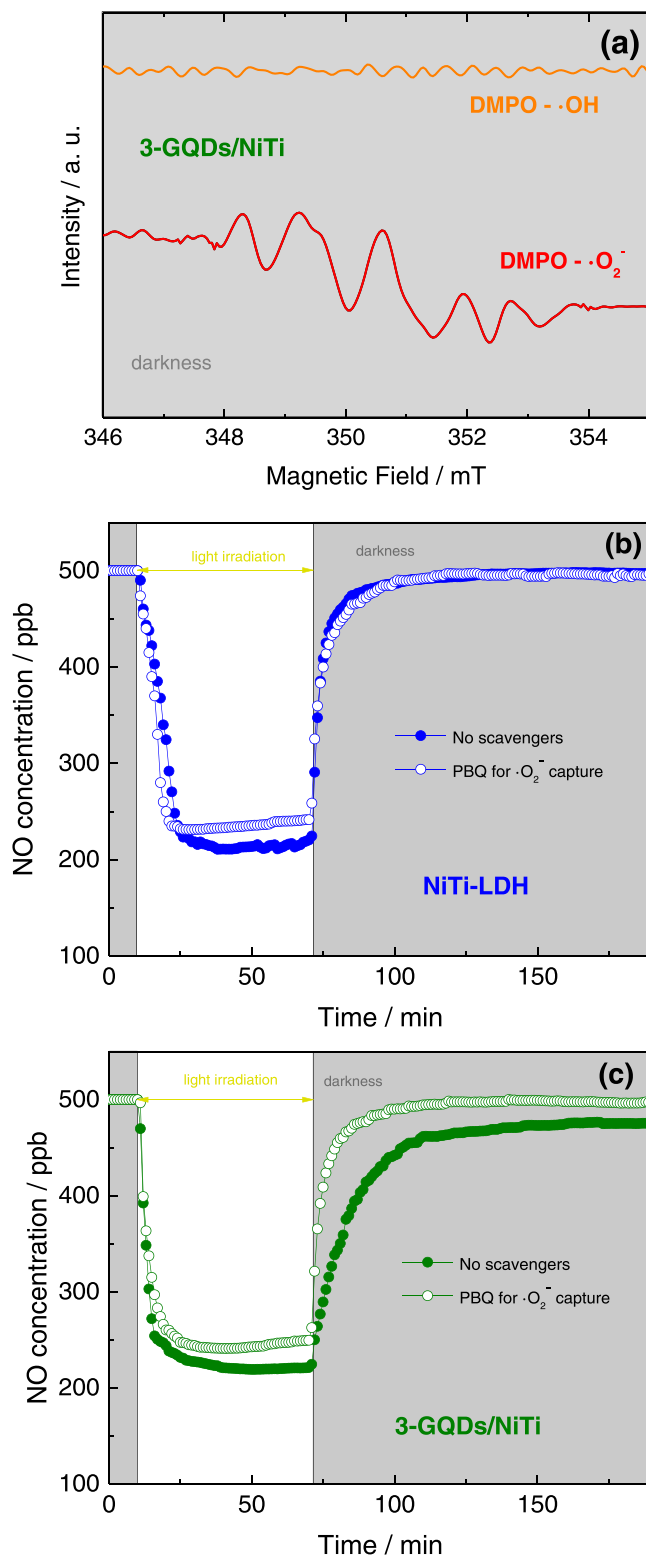 (a)
DMPO - ·OH
3-GQDs/NiTi
DMPO - ·O₂⁻
darkness
Intensity / a. u.
346 348 350 352 354
Magnetic Field / mT
(b)
light irradiation
darkness
500
400
300
200
100
No scavengers
PBQ for ·O₂⁻ capture
NiTi-LDH
NO concentration / ppb
0 50 100 150
Time / min
(c)
light irradiation
darkness
500
400
300
200
100
No scavengers
PBQ for ·O₂⁻ capture
3-GQDs/NiTi
NO concentration / ppb
0 50 100 150
Time / min